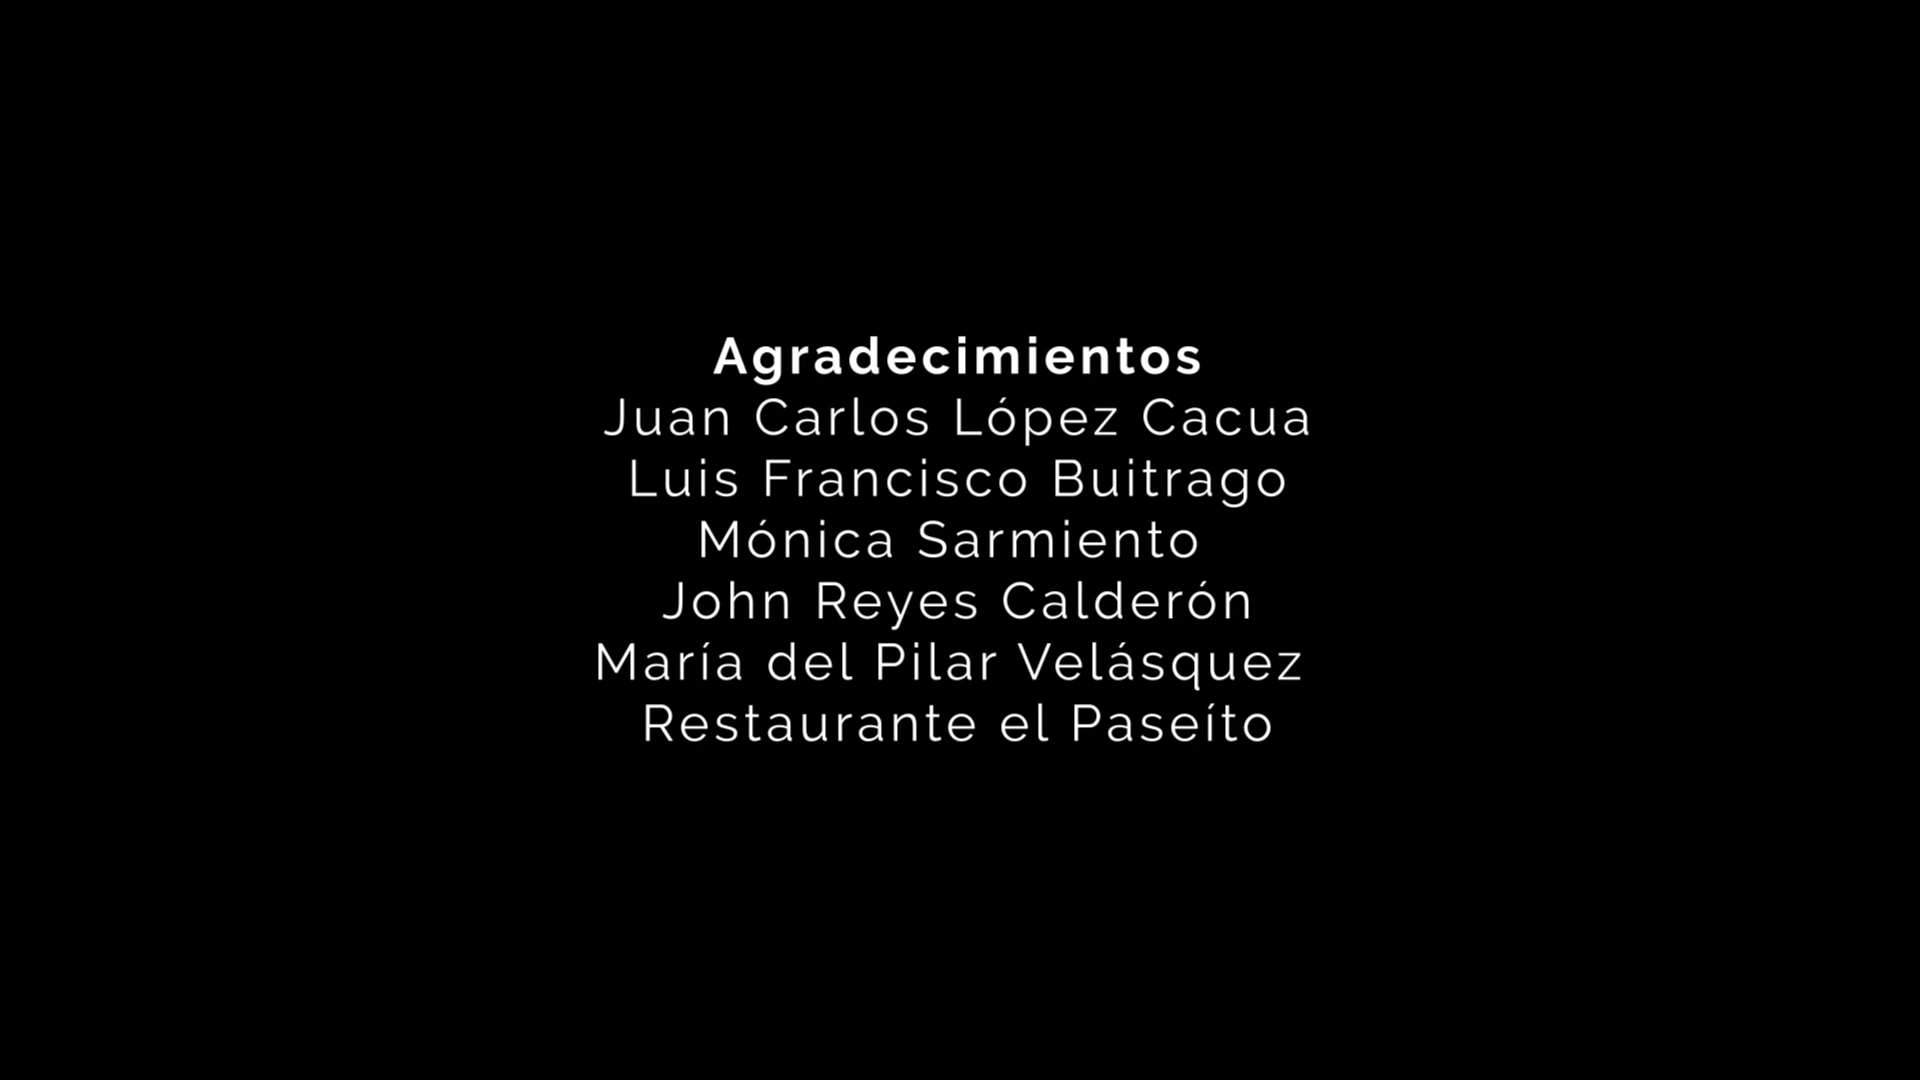 Agradecimientos
Juan Carlos López Cacua
Luis Francisco Buitrago
Mónica Sarmiento
John Reyes Calderón
María del Pilar Velásquez
Restaurante el Paseíto